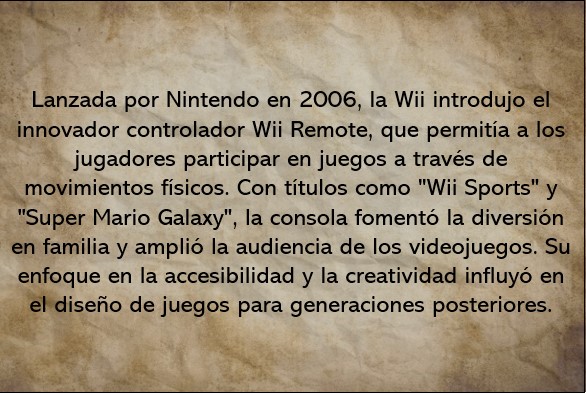 Lanzada por Nintendo en 2006, la Wii introdujo el
innovador controlador Wii Remote, que permitía a los
jugadores participar en juegos a través de
movimientos físicos. Con títulos como "Wii Sports" y
"Super Mario Galaxy", la consola fomentó la diversión
en familia y amplió la audiencia de los videojuegos. Su
enfoque en la accesibilidad y la creatividad influyó en
el diseño de juegos para generaciones posteriores.